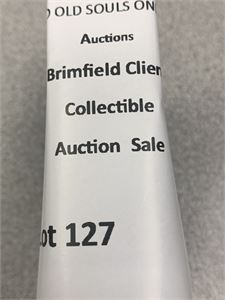 OLD SOULS ON
Auctions
Brimfield Clien
Collectible
Auction Sale
ot 127